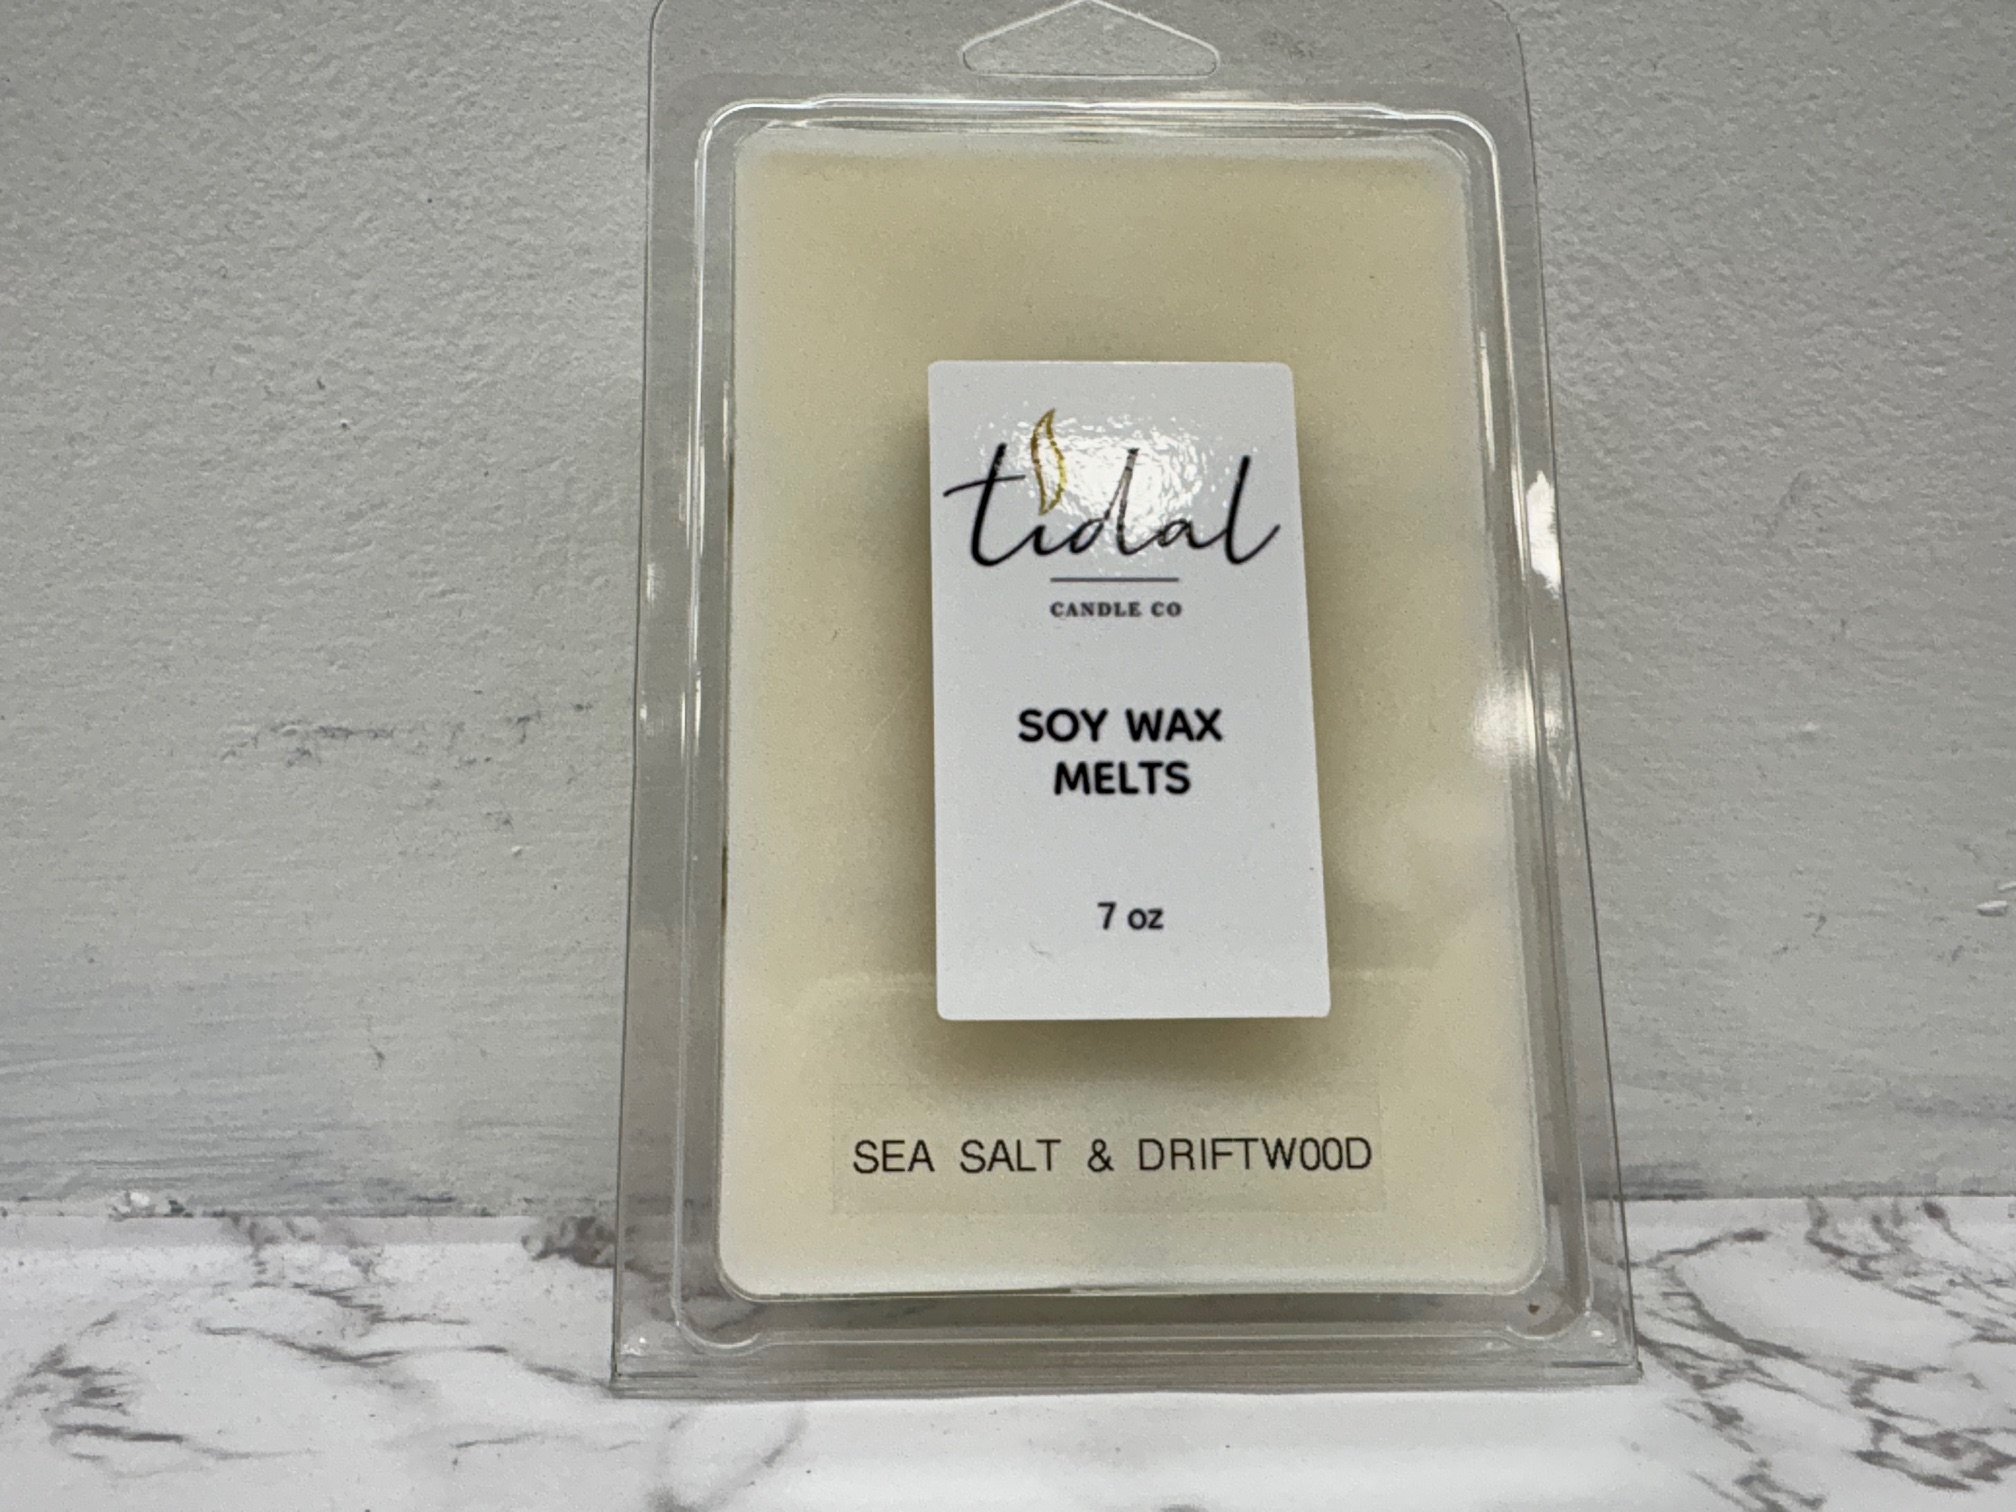 tidal
CANDLE CO
SOY WAX
MELTS
7 oz
SEA SALT & DRIFTWOOD